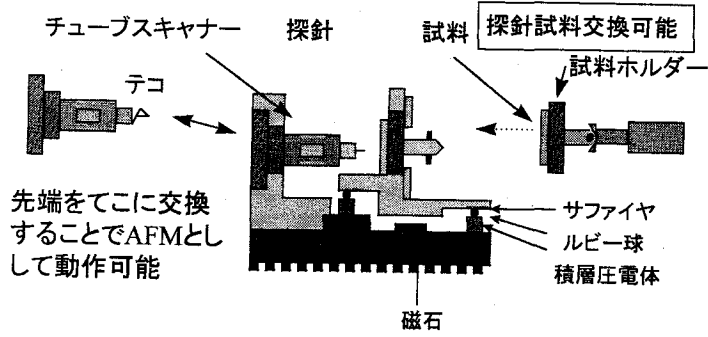 チューブスキャナー
探針
試料
探針試料交換可能
試料ホルダー
テコ
先端をてこに交換
することでAFMとし
して動作可能
サファイヤ
ルビー球
積層圧電体
磁石